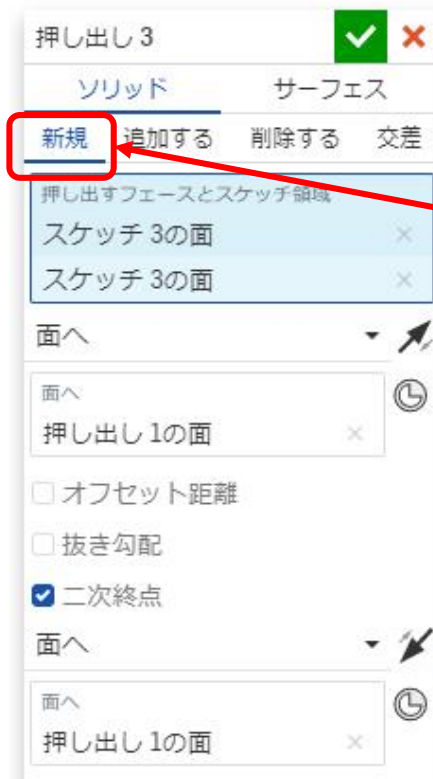 押し出し 3
ソリッド サーフェス
新規 追加する 削除する 交差
押し出すフェースとスケッチ領域
スケッチ 3の面
スケッチ 3の面
面へ
面へ
押し出し 1の面
オフセット距離
抜き勾配
二次終点
面へ
面へ
押し出し 1の面